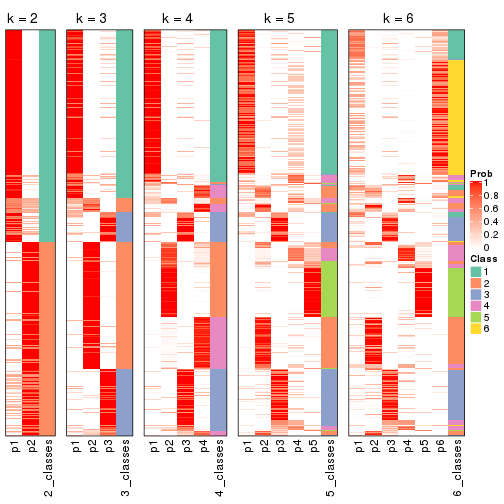 k = 2
k = 3
k = 4
k = 5
k = 6
Prob
1
0.8
0.6
0.4
0.2
0
Class
1
2
3
4
5
6
p1
p2
2_classes
p1
p2
p3
3_classes
p1
p2
p3
p4
4_classes
p1
p2
p3
p4
p5
5_classes
p1
p2
p3
p4
p5
p6
6_classes